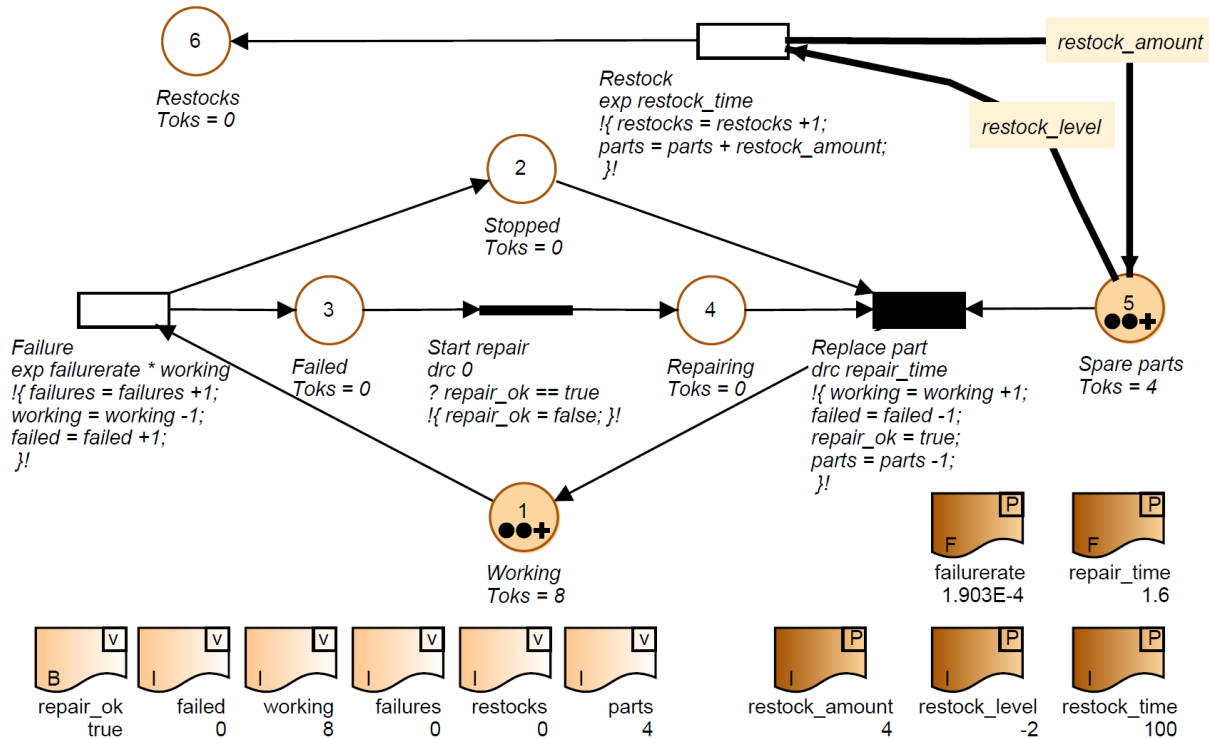 6
Restocks
Toks = 0
restock_amount
Restock
exp restock_time
!{ restocks = restocks +1;
parts = parts + restock_amount;
}!
restock_level
2
Stopped
Toks = 0
Failure
exp failurerate * working
!{ failures = failures +1;
working = working -1;
failed = failed +1;
}!
3
Failed
Toks = 0
Start repair
drc 0
? repair_ok == true
!{ repair_ok = false; }!
4
Repairing
Toks = 0
Replace part
drc repair_time
!{ working = working +1;
failed = failed -1;
repair_ok = true;
parts = parts -1;
}!
5
Spare parts
Toks = 4
1
Working
Toks = 8
P
F
failurerate
1.903E-4
P
F
repair_time
1.6
v
B
repair_ok
true
v
I
failed
0
v
I
working
8
v
I
failures
0
v
I
restocks
0
v
I
parts
4
P
I
restock_amount
4
P
I
restock_level
-2
P
I
restock_time
100